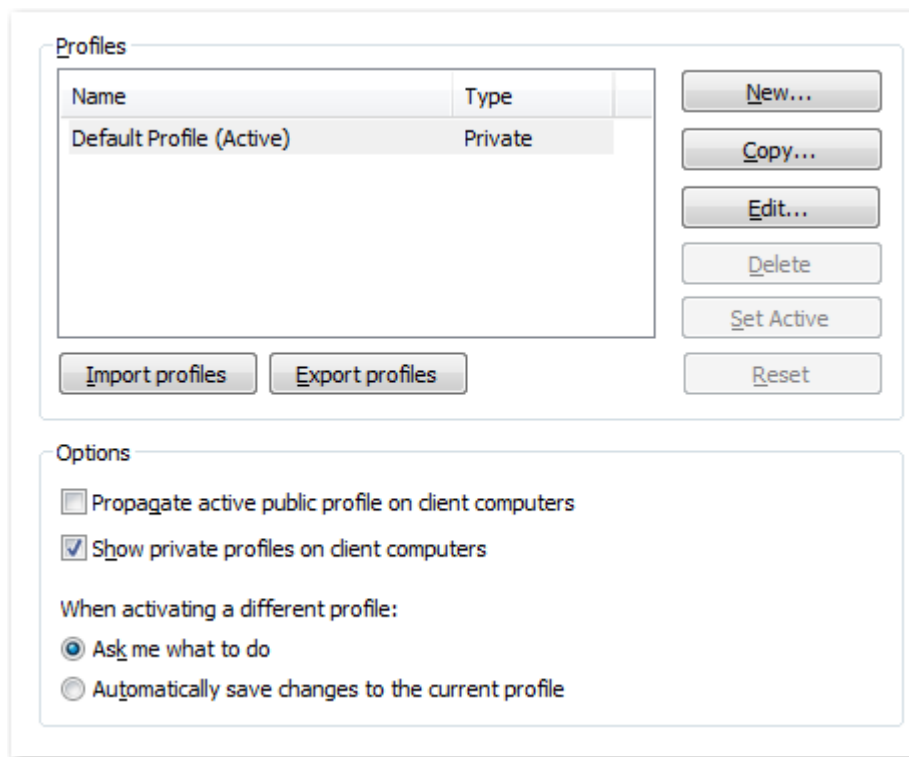 Profiles
Name Type
New...
Default Profile (Active) Private
Copy...
Edit...
Delete
Set Active
Import profiles Export profiles Reset
Options
Propagate active public profile on client computers
Show private profiles on client computers
When activating a different profile:
Ask me what to do
Automatically save changes to the current profile